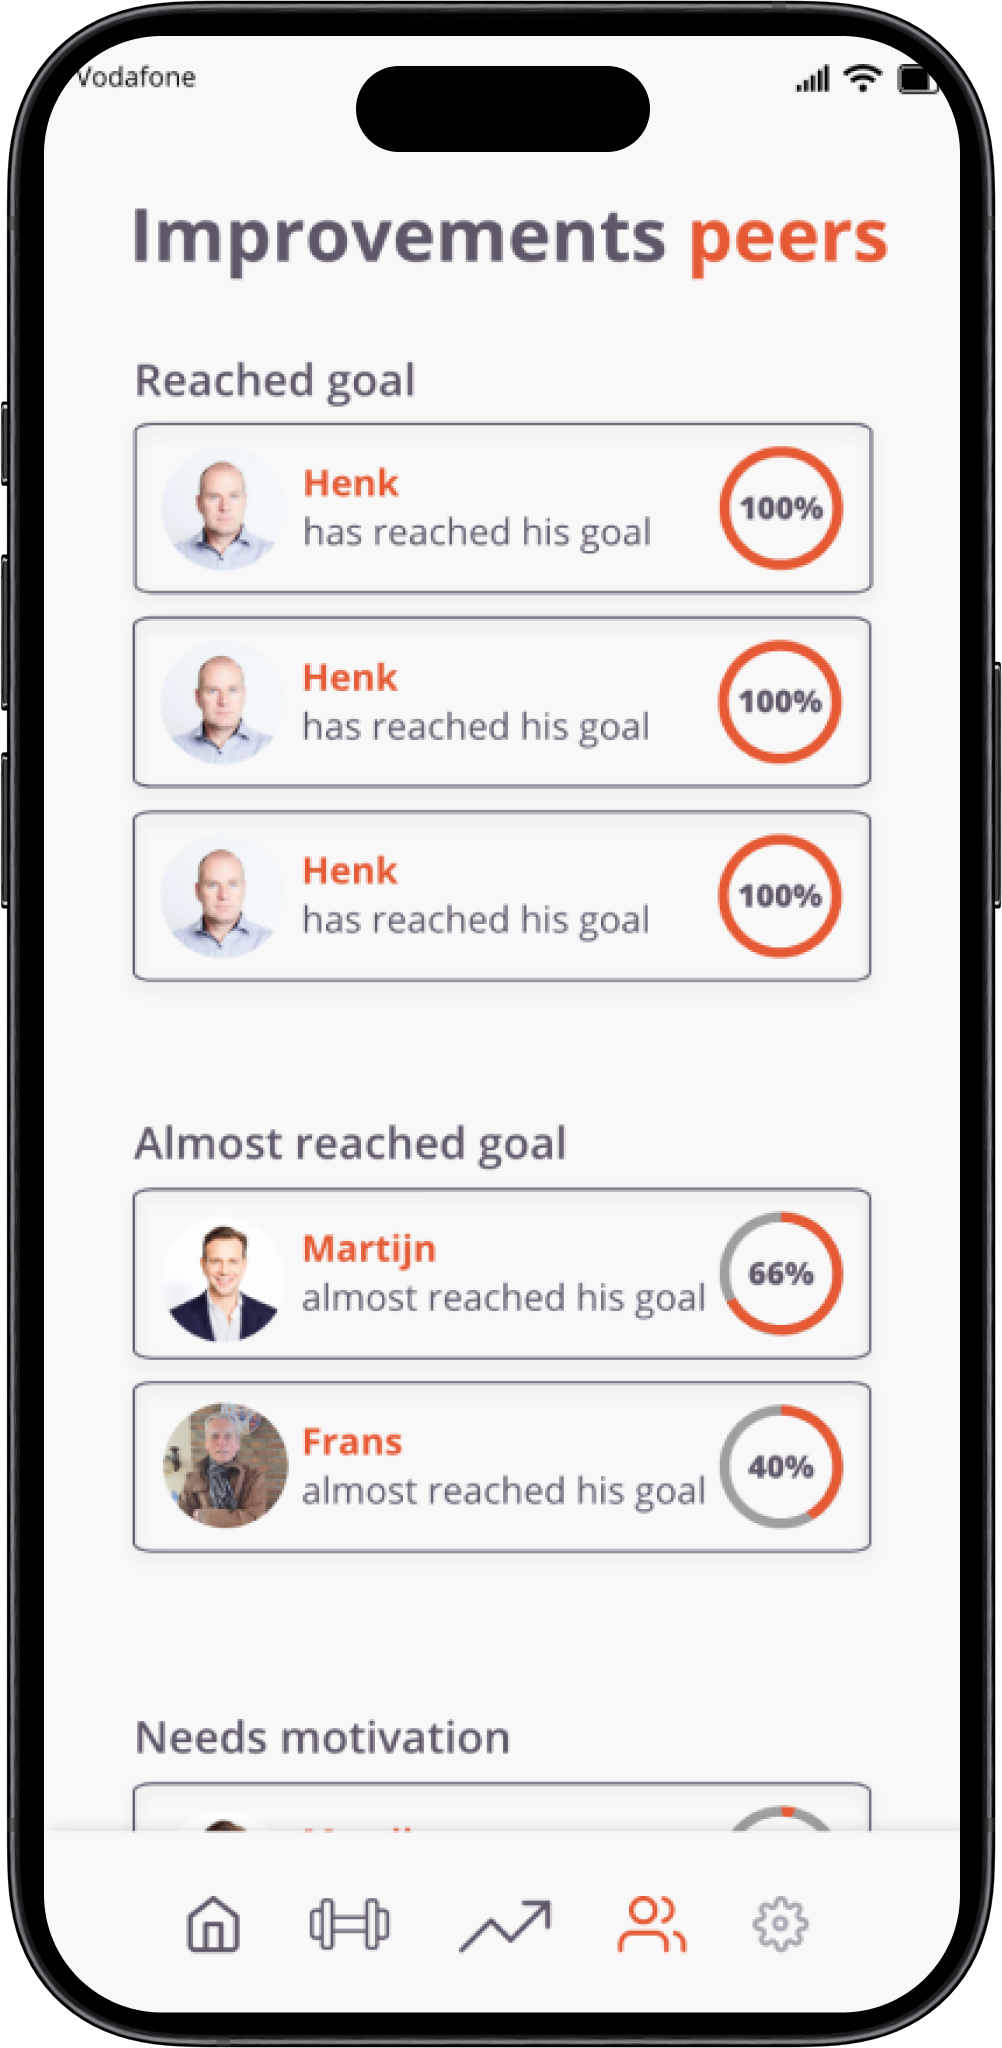 Vodafone
Improvements peers
Reached goal
Henk
has reached his goal
100%
Henk
has reached his goal
100%
Henk
has reached his goal
100%
Almost reached goal
Martijn
almost reached his goal
66%
Frans
almost reached his goal
40%
Needs motivation